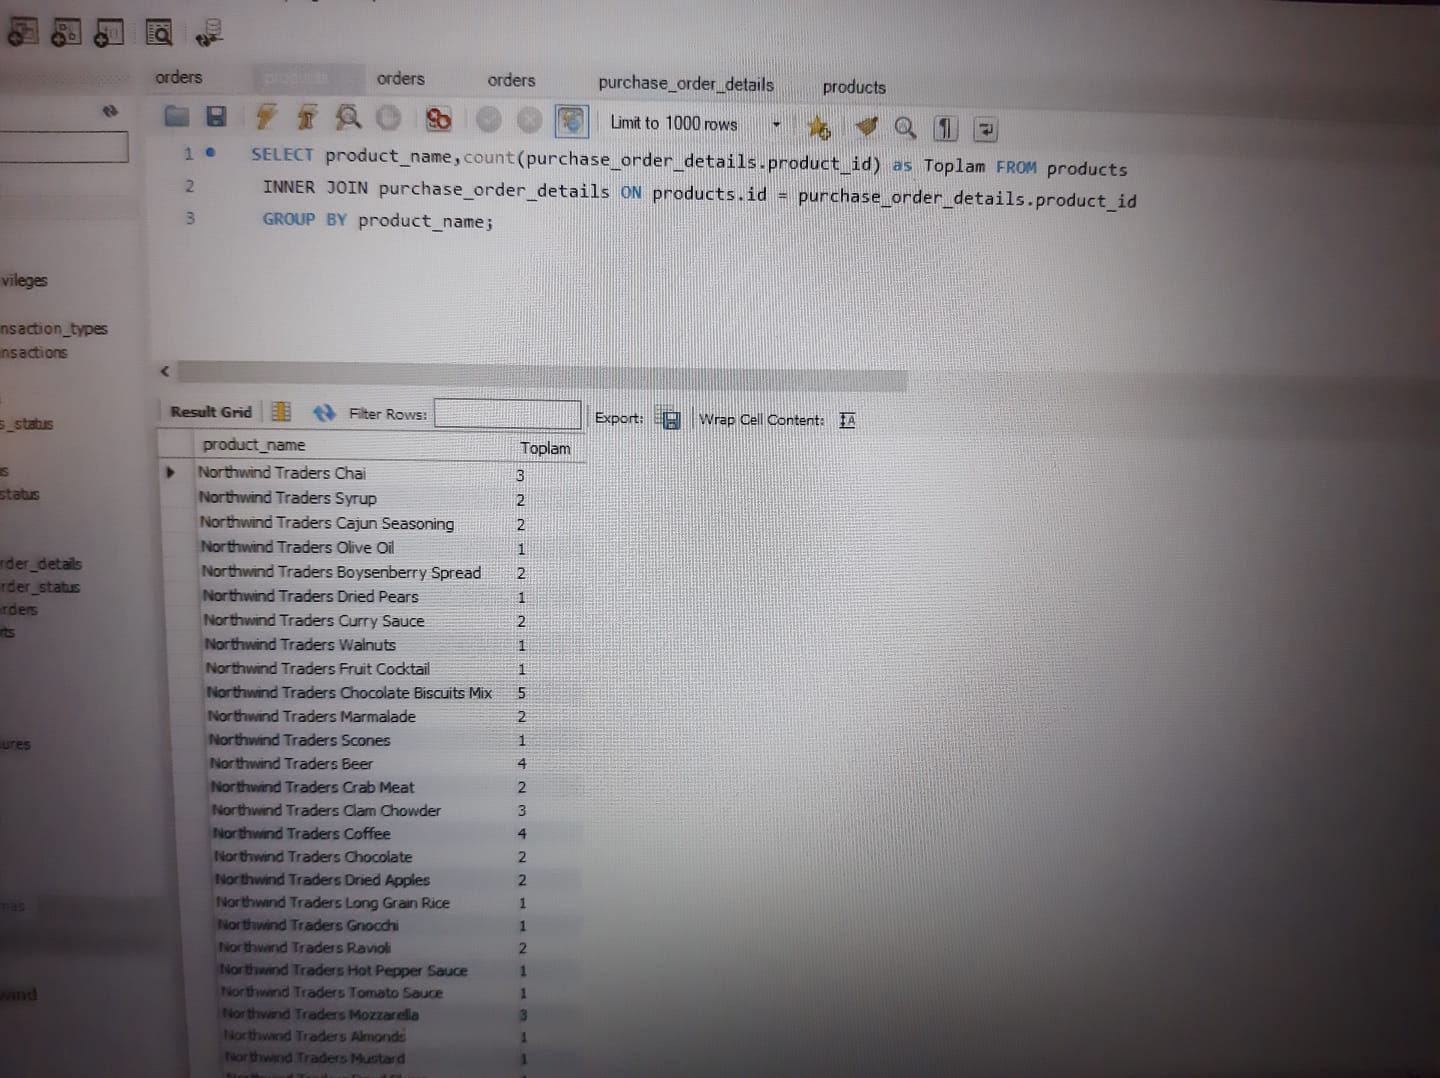 orders
products
orders
orders
purchase_order_details
products
Limit to 1000 rows
1 SELECT product_name,count(purchase_order_details.product_id) as Toplam FROM products
2 INNER JOIN purchase_order_details ON products.id = purchase_order_details.product_id
3 GROUP BY product_name;
vileges
nsaction_types
nsactions
s_status
s
status
rder_details
rder_status
rders
ts
ures
mas
wind
Result Grid
Filter Rows:
Export:
Wrap Cell Content:
product_name Toplam
Northwind Traders Chai 3
Northwind Traders Syrup 2
Northwind Traders Cajun Seasoning 2
Northwind Traders Olive Oil 1
Northwind Traders Boysenberry Spread 2
Northwind Traders Dried Pears 1
Northwind Traders Curry Sauce 2
Northwind Traders Walnuts 1
Northwind Traders Fruit Cocktail 1
Northwind Traders Chocolate Biscuits Mix 5
Northwind Traders Marmalade 2
Northwind Traders Scones 1
Northwind Traders Beer 4
Northwind Traders Crab Meat 2
Northwind Traders Clam Chowder 3
Northwind Traders Coffee 4
Northwind Traders Chocolate 2
Northwind Traders Dried Apples 2
Northwind Traders Long Grain Rice 1
Northwind Traders Gnocchi 1
Northwind Traders Ravioli 2
Northwind Traders Hot Pepper Sauce 1
Northwind Traders Tomato Sauce 1
Northwind Traders Mozzarella 3
Northwind Traders Almonds 1
Northwind Traders Mustard 1